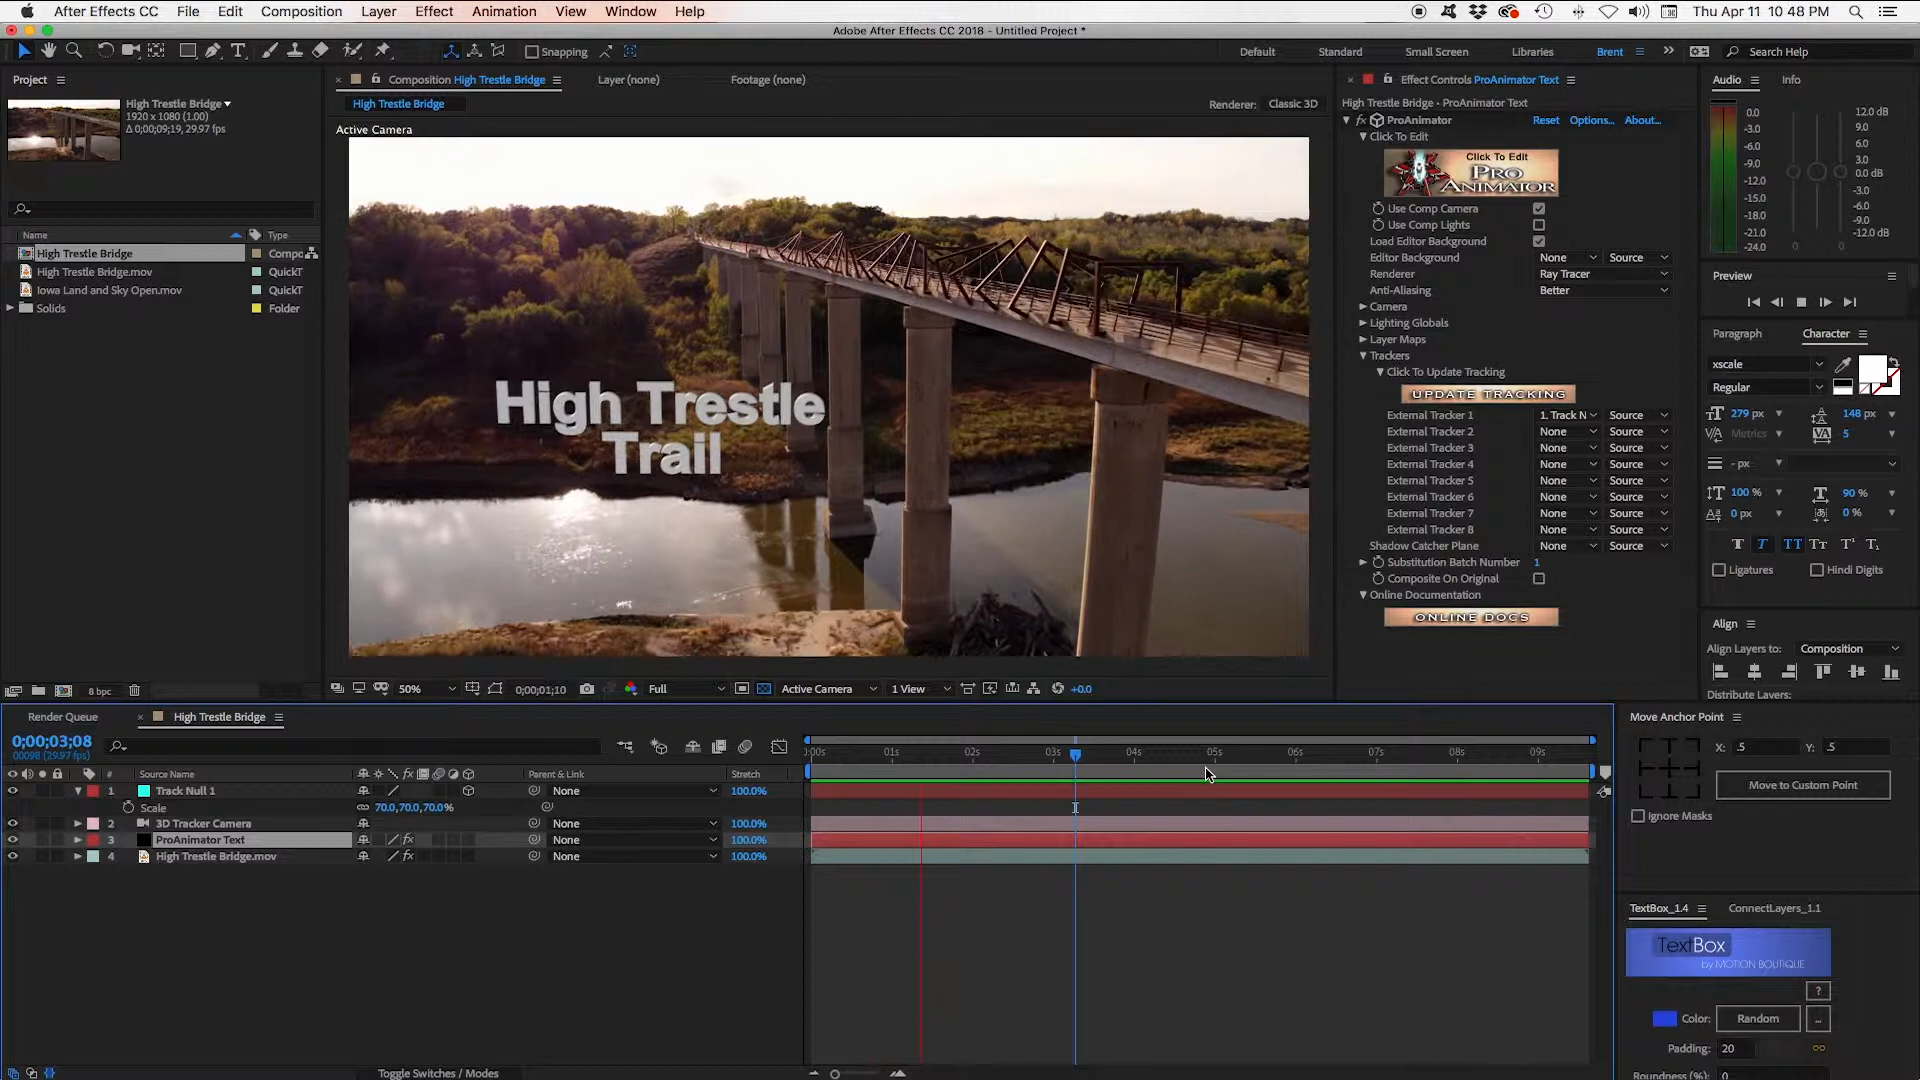 After Effects CC File Edit Composition Layer Effect Animation View Window Help Thu Apr 11 10:48 PM
Adobe After Effects CC 2018 - Untitled Project *
Snapping Default Standard Small Screen Libraries Brent Search Help
Project
High Trestle Bridge
1920 x 1080 (1.00)
Δ 0;00;09;19, 29.97 fps
Name Type
High Trestle Bridge Compc
High Trestle Bridge.mov QuickT
Iowa Land and Sky Open.mov QuickT
Solids Folder
8 bpc
Composition High Trestle Bridge Layer (none) Footage (none)
High Trestle Bridge Renderer: Classic 3D
Active Camera
High Trestle
Trail
50% 0;00;01;10 Full Active Camera 1 View +0.0
Effect Controls ProAnimator Text
High Trestle Bridge • ProAnimator Text
fx ProAnimator Reset Options... About...
Click To Edit
Click To Edit
PRO
ANIMATOR
Use Comp Camera
Use Comp Lights
Load Editor Background
Editor Background None Source
Renderer Ray Tracer
Anti-Aliasing Better
Camera
Lighting Globals
Layer Maps
Trackers
Click To Update Tracking
UPDATE TRACKING
External Tracker 1 1. Track N Source
External Tracker 2 None Source
External Tracker 3 None Source
External Tracker 4 None Source
External Tracker 5 None Source
External Tracker 6 None Source
External Tracker 7 None Source
External Tracker 8 None Source
Shadow Catcher Plane None Source
Substitution Batch Number 1
Composite On Original
Online Documentation
ONLINE DOCS
Audio Info
0.0 12.0 dB
-3.0 9.0
-6.0 6.0
-9.0 3.0
-12.0 0.0 dB
-15.0 -3.0
-18.0 -6.0
-21.0 -9.0
-24.0 0 0 -12.0 dB
Preview
Paragraph Character
xscale
Regular
279 px 148 px
Metrics 5
- px
100 % 90 %
0 px 0 %
T T TT Tт T¹ T₁
Ligatures Hindi Digits
Align
Align Layers to: Composition
Distribute Layers:
Render Queue High Trestle Bridge
0;00;03;08
00098 (29.97 fps)
# Source Name fx Parent & Link Stretch
1 Track Null 1 None 100.0%
Scale 70.0,70.0,70.0%
2 3D Tracker Camera None 100.0%
3 ProAnimator Text fx None 100.0%
4 High Trestle Bridge.mov fx None 100.0%
Toggle Switches / Modes
:00s 01s 02s 03s 04s 05s 06s 07s 08s 09s
Move Anchor Point
X: .5 Y: .5
Move to Custom Point
Ignore Masks
TextBox_1.4 ConnectLayers_1.1
TextBox
by MOTION BOUTIQUE
?
Color: Random ...
Padding: 20
Roundness (%): 0